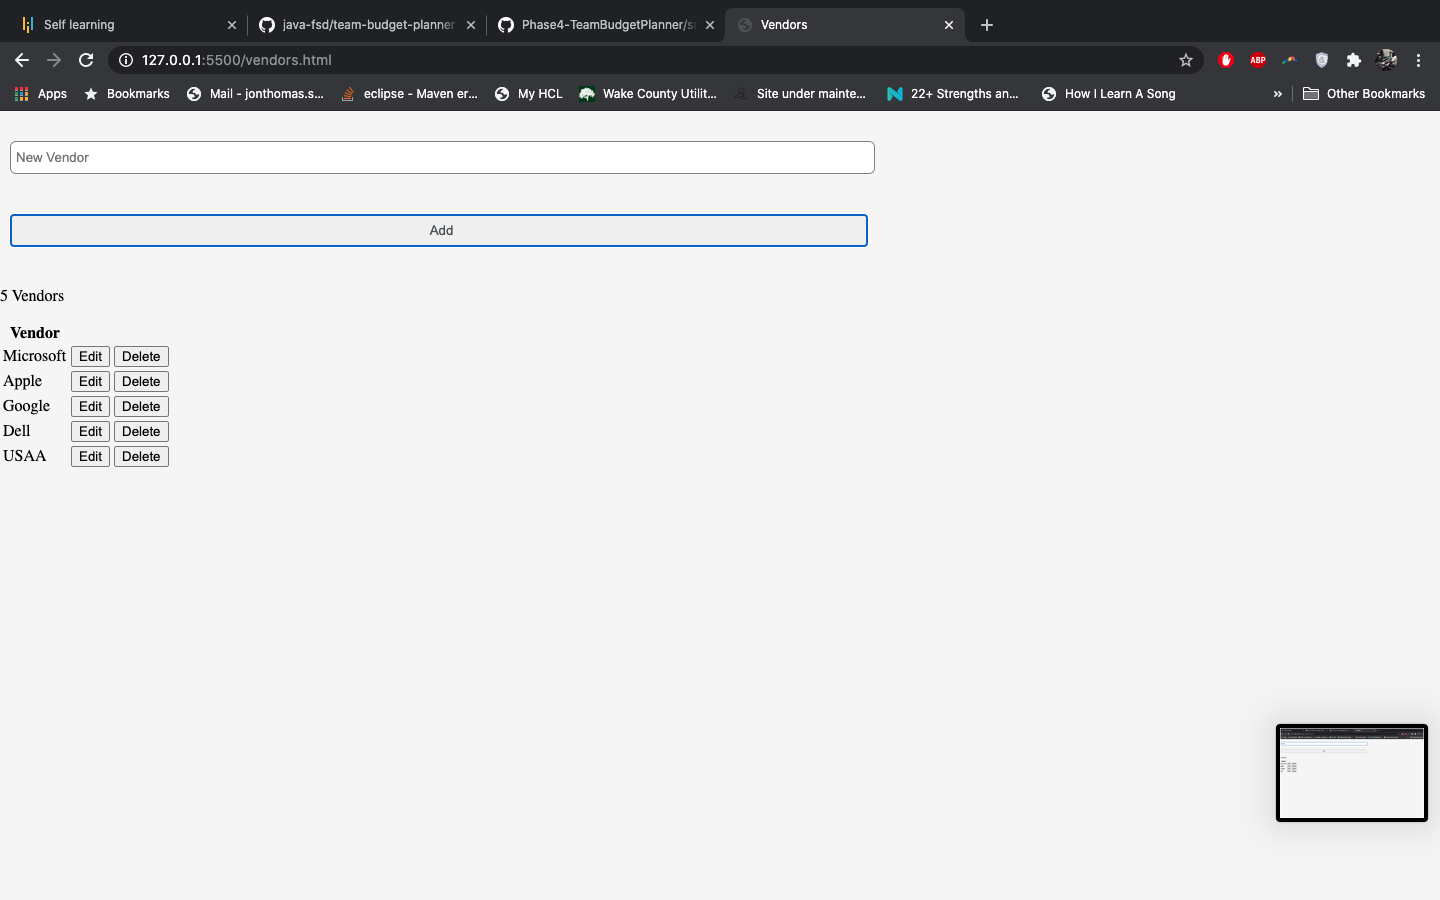 Self learning
java-fsd/team-budget-planner
Phase4-TeamBudgetPlanner/s
Vendors
127.0.0.1:5500/vendors.html
ABP
Apps
Bookmarks
Mail - jonthomas.s...
eclipse - Maven er...
My HCL
Wake County Utilit...
Site under mainte...
22+ Strengths an...
How I Learn A Song
»
Other Bookmarks
New Vendor
Add
5 Vendors
Vendor
Microsoft Edit Delete
Apple Edit Delete
Google Edit Delete
Dell Edit Delete
USAA Edit Delete